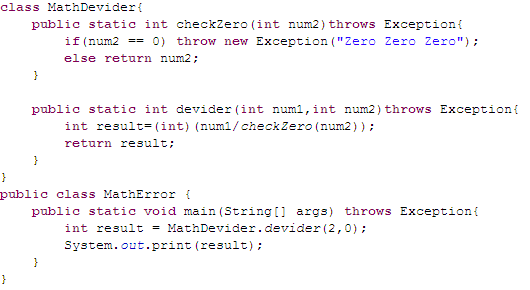 class MathDevider{
    public static int checkZero(int num2)throws Exception{
        if(num2 == 0) throw new Exception("Zero Zero Zero");
        else return num2;
    }

    public static int devider(int num1,int num2)throws Exception{
        int result=(int)(num1/checkZero(num2));
        return result;
    }
}
public class MathError {
    public static void main(String[] args) throws Exception{
        int result = MathDevider.devider(2,0);
        System.out.print(result);
    }
}